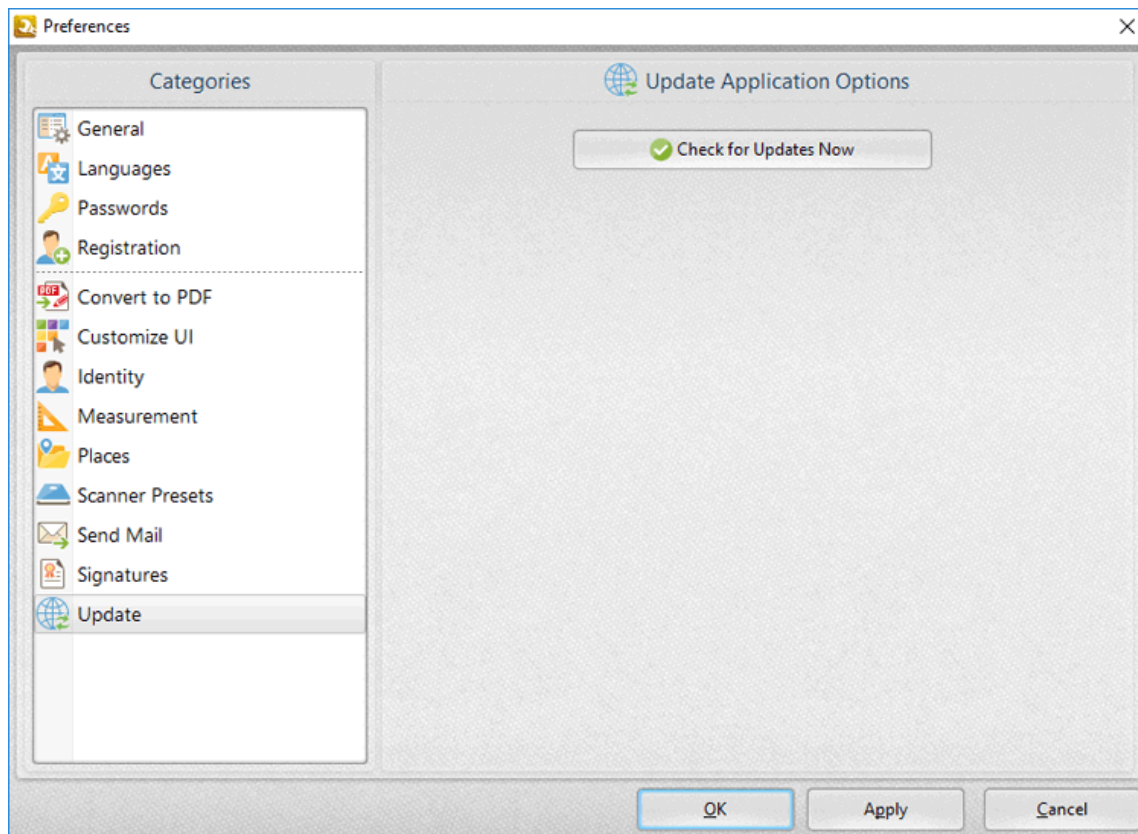 Preferences
Categories
General
Languages
Passwords
Registration
Convert to PDF
Customize UI
Identity
Measurement
Places
Scanner Presets
Send Mail
Signatures
Update
Update Application Options
Check for Updates Now
OK
Apply
Cancel